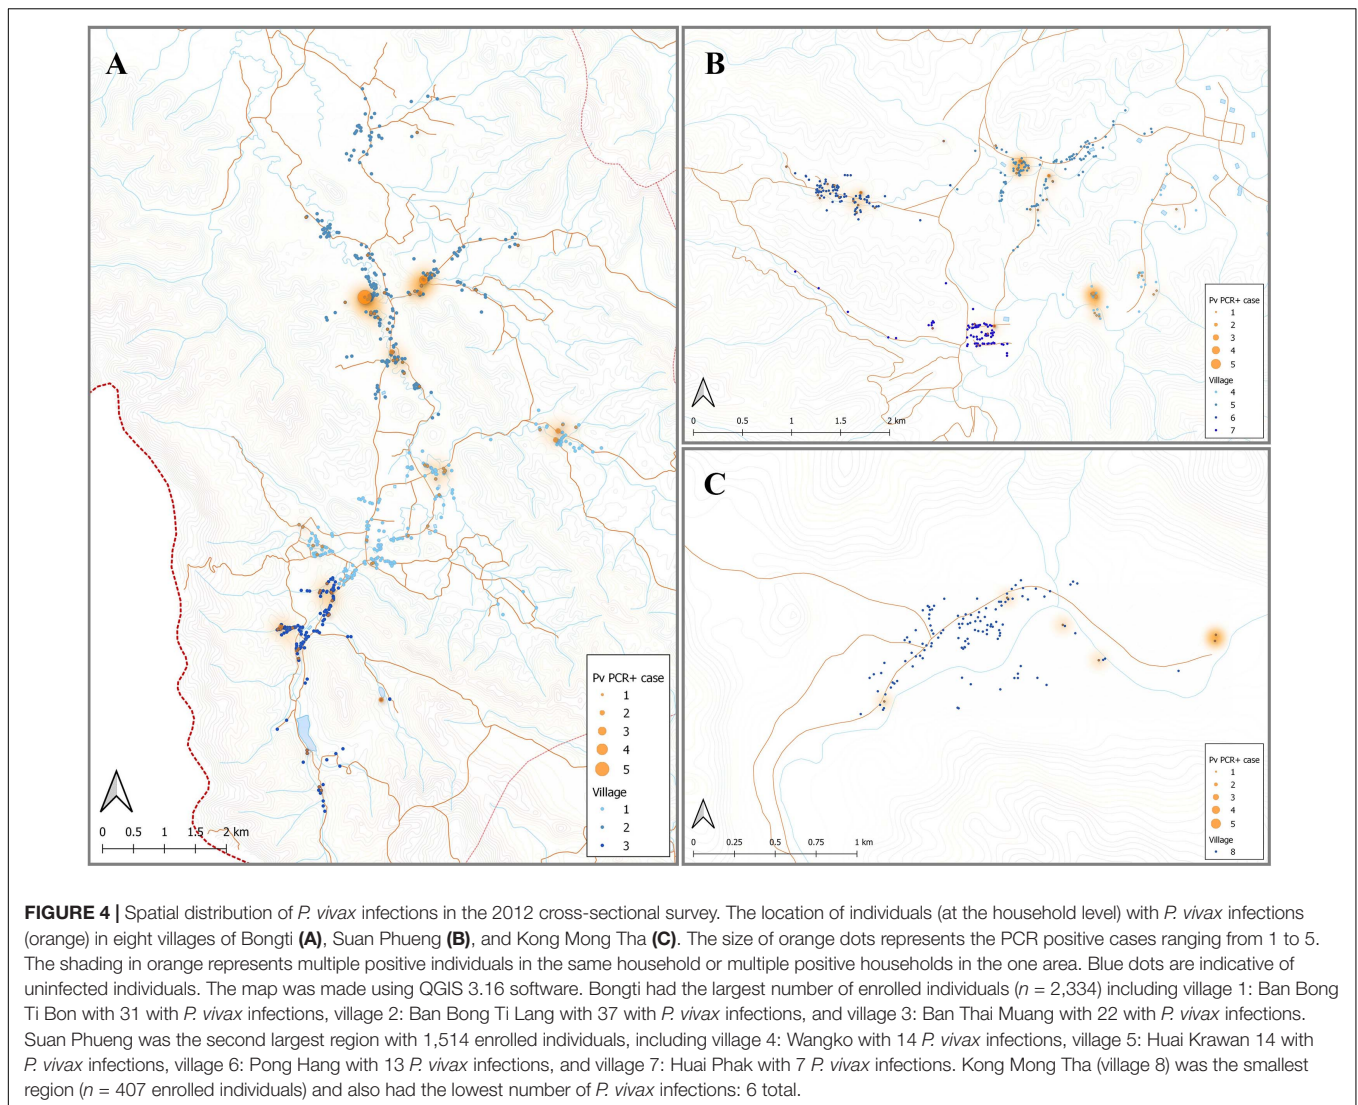 A
Pv PCR+ case
1
2
3
4
5
Village
1
2
3
0 0.5 1 1.5 2 km
B
Pv PCR+ case
1
2
3
4
5
Village
4
5
6
7
0 0.5 1 1.5 2 km
C
Pv PCR+ case
1
2
3
4
5
Village
8
0 0.25 0.5 0.75 1 km
FIGURE 4 | Spatial distribution of P. vivax infections in the 2012 cross-sectional survey. The location of individuals (at the household level) with P. vivax infections
(orange) in eight villages of Bongti (A), Suan Phueng (B), and Kong Mong Tha (C). The size of orange dots represents the PCR positive cases ranging from 1 to 5.
The shading in orange represents multiple positive individuals in the same household or multiple positive households in the one area. Blue dots are indicative of
uninfected individuals. The map was made using QGIS 3.16 software. Bongti had the largest number of enrolled individuals (n = 2,334) including village 1: Ban Bong
Ti Bon with 31 with P. vivax infections, village 2: Ban Bong Ti Lang with 37 with P. vivax infections, and village 3: Ban Thai Muang with 22 with P. vivax infections.
Suan Phueng was the second largest region with 1,514 enrolled individuals, including village 4: Wangko with 14 P. vivax infections, village 5: Huai Krawan 14 with
P. vivax infections, village 6: Pong Hang with 13 P. vivax infections, and village 7: Huai Phak with 7 P. vivax infections. Kong Mong Tha (village 8) was the smallest
region (n = 407 enrolled individuals) and also had the lowest number of P. vivax infections: 6 total.